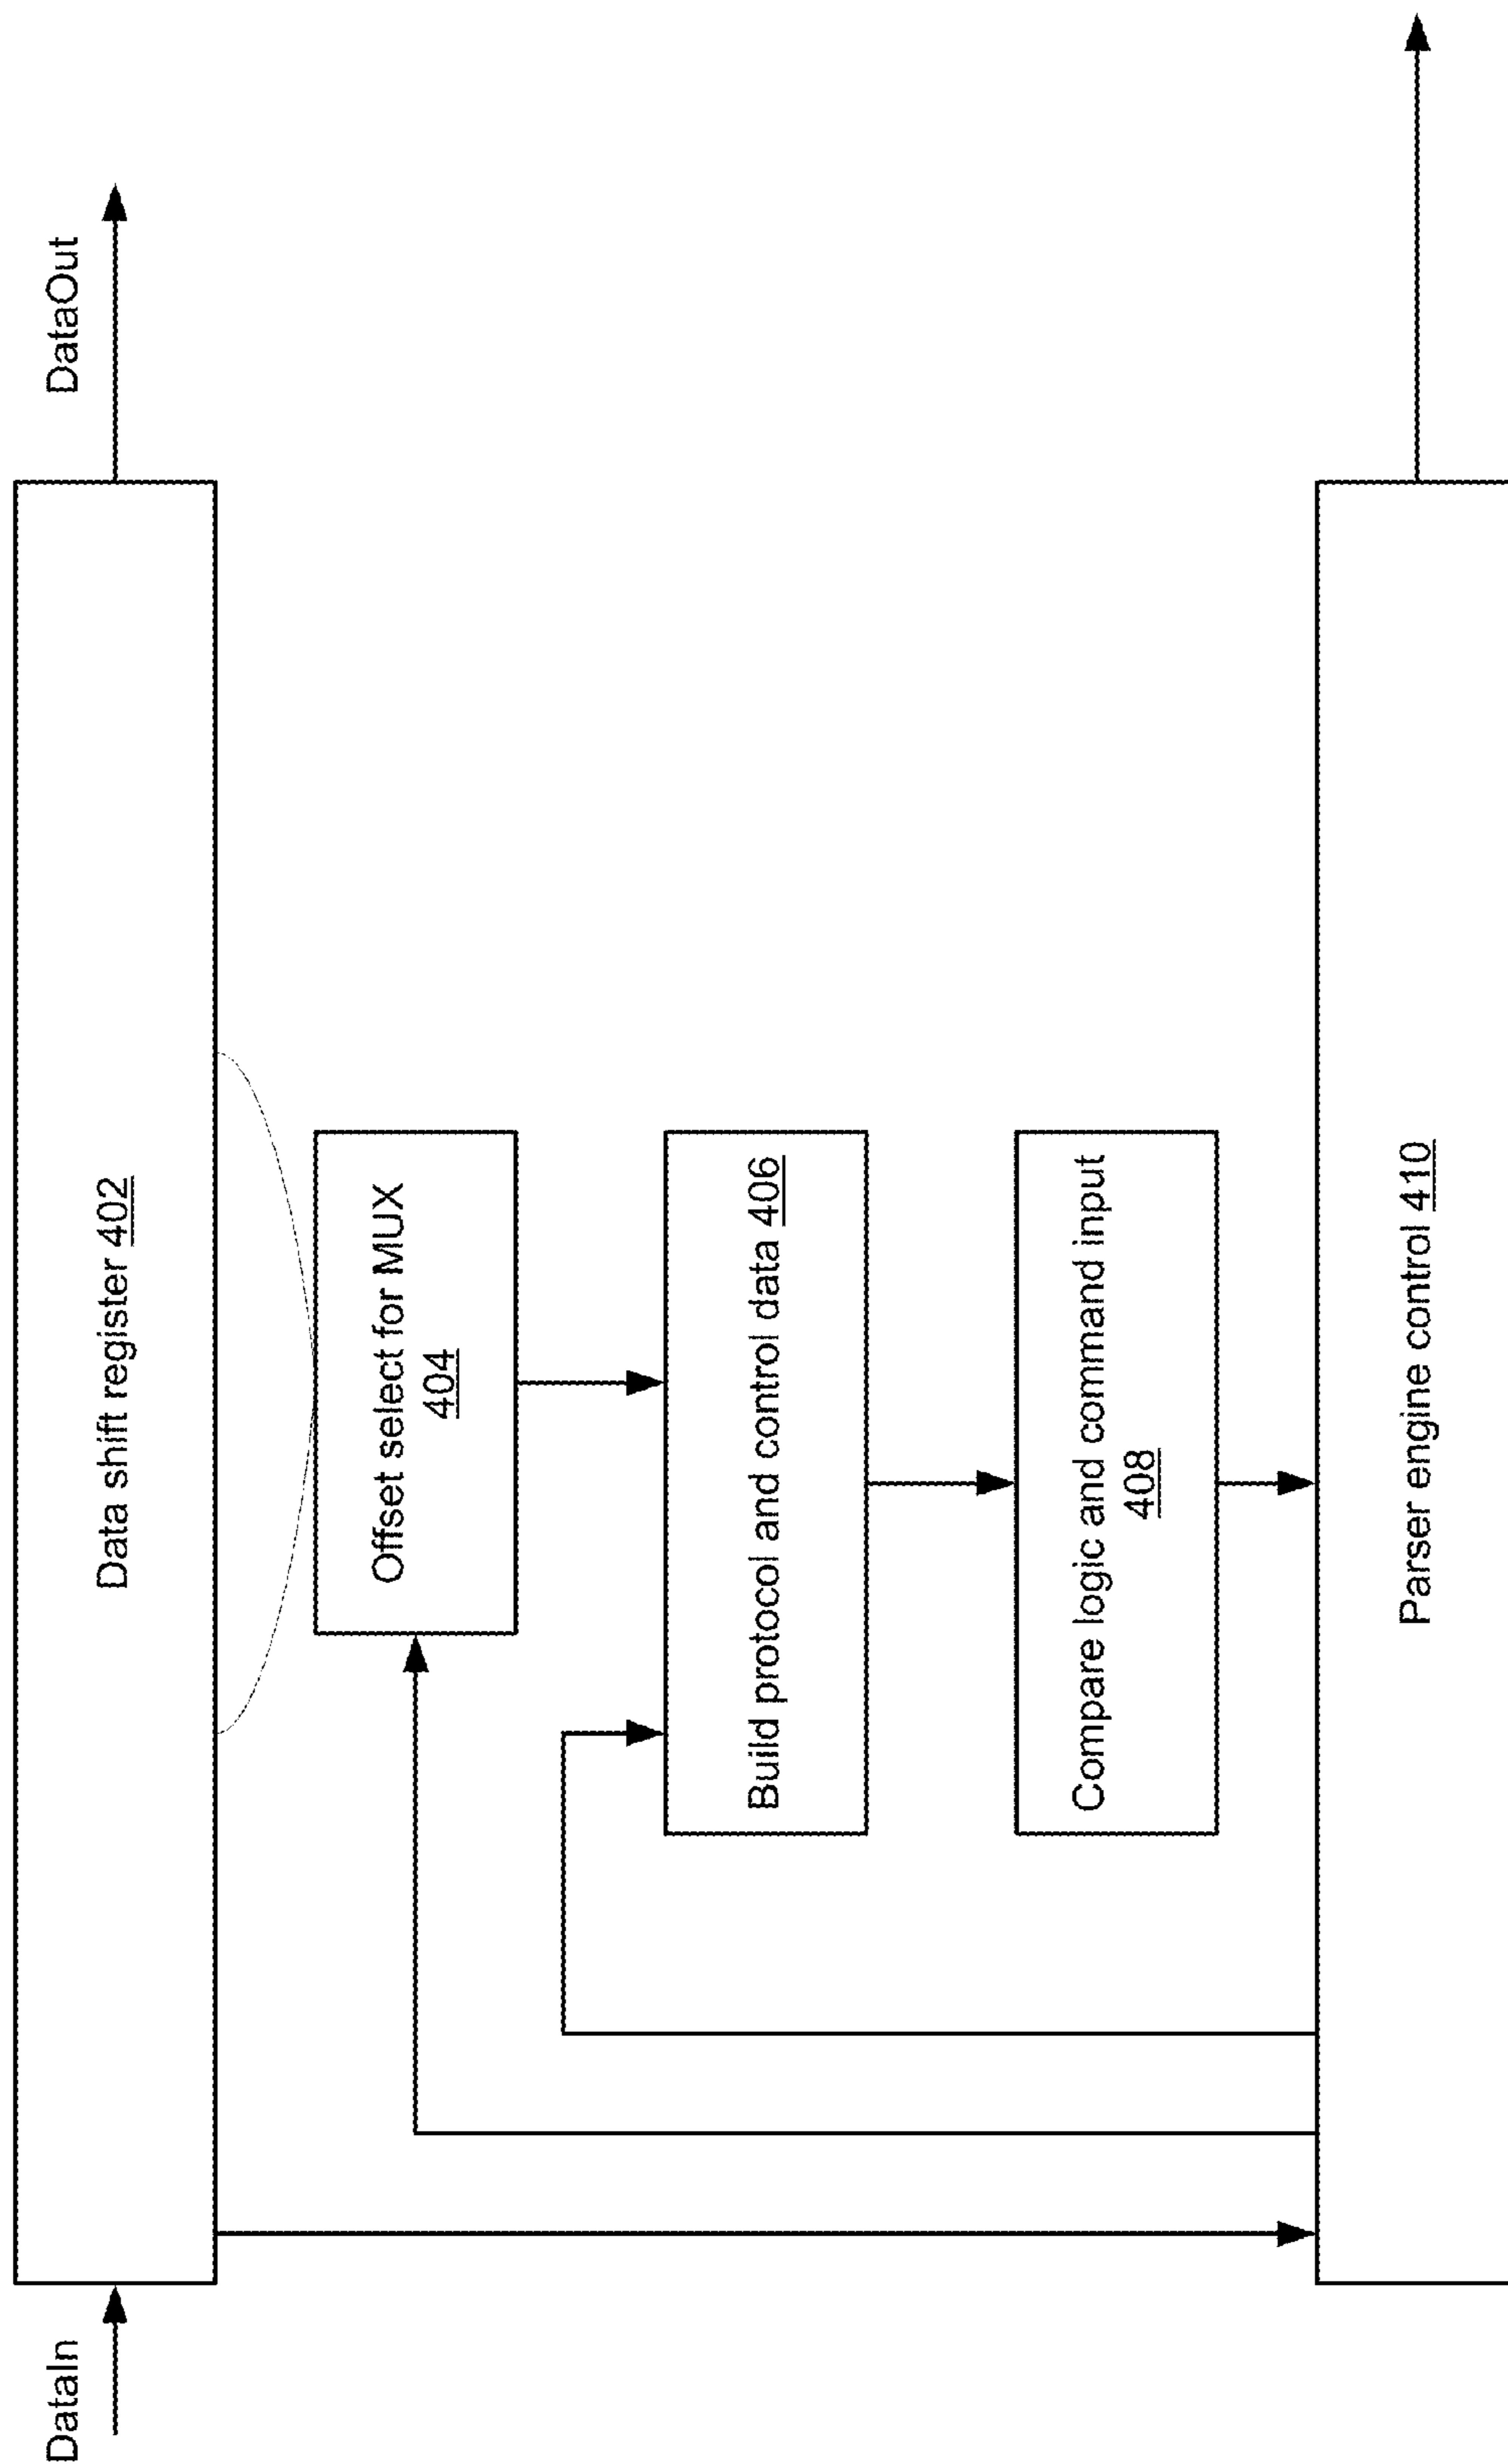 DataIn
DataOut
Data shift register 402
Offset select for MUX
404
Build protocol and control data 406
Compare logic and command input
408
Parser engine control 410